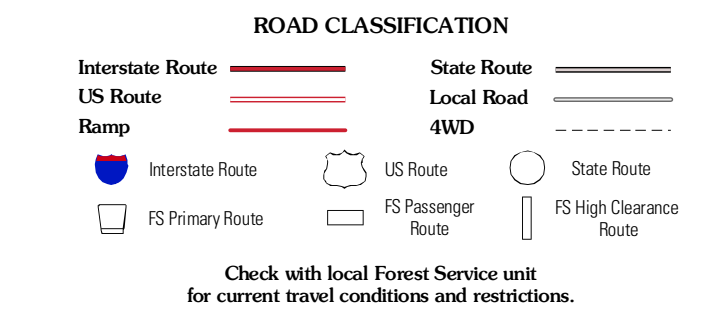 ROAD CLASSIFICATION
Interstate Route
State Route
US Route
Local Road
Ramp
4WD
Interstate Route
US Route
State Route
FS Primary Route
FS Passenger
Route
FS High Clearance
Route
Check with local Forest Service unit
for current travel conditions and restrictions.